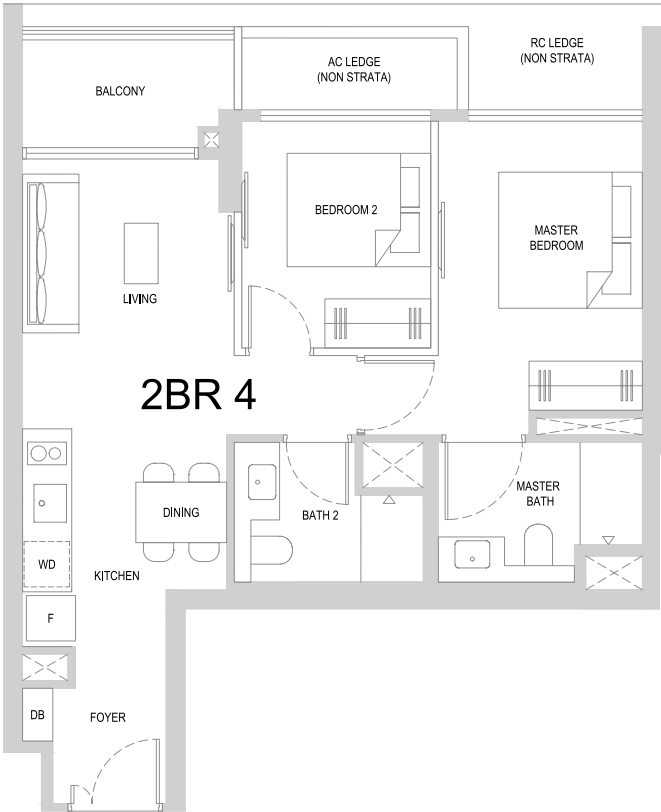 RC LEDGE
(NON STRATA)
AC LEDGE
(NON STRATA)
BALCONY
BEDROOM 2
MASTER
BEDROOM
LIVING
2BR 4
DINING
BATH 2
MASTER
BATH
WD
KITCHEN
F
DB
FOYER